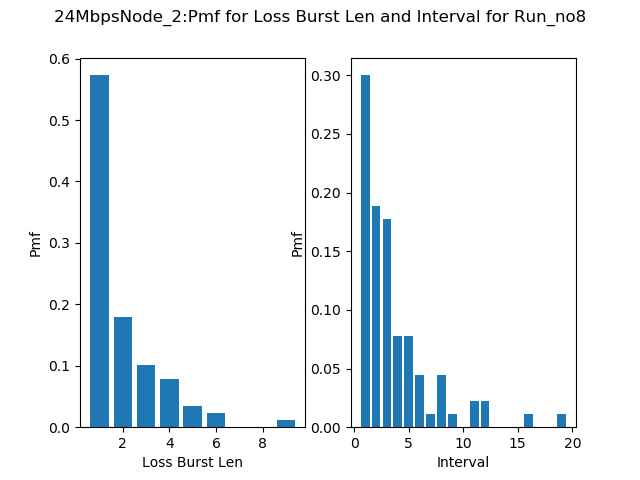 24MbpsNode_2:Pmf for Loss Burst Len and Interval for Run_no8
0.6
0.5
0.4
0.3
0.2
0.1
0.0
Pmf
2 4 6 8
Loss Burst Len
0.30
0.25
0.20
0.15
0.10
0.05
0.00
Pmf
0 5 10 15 20
Interval